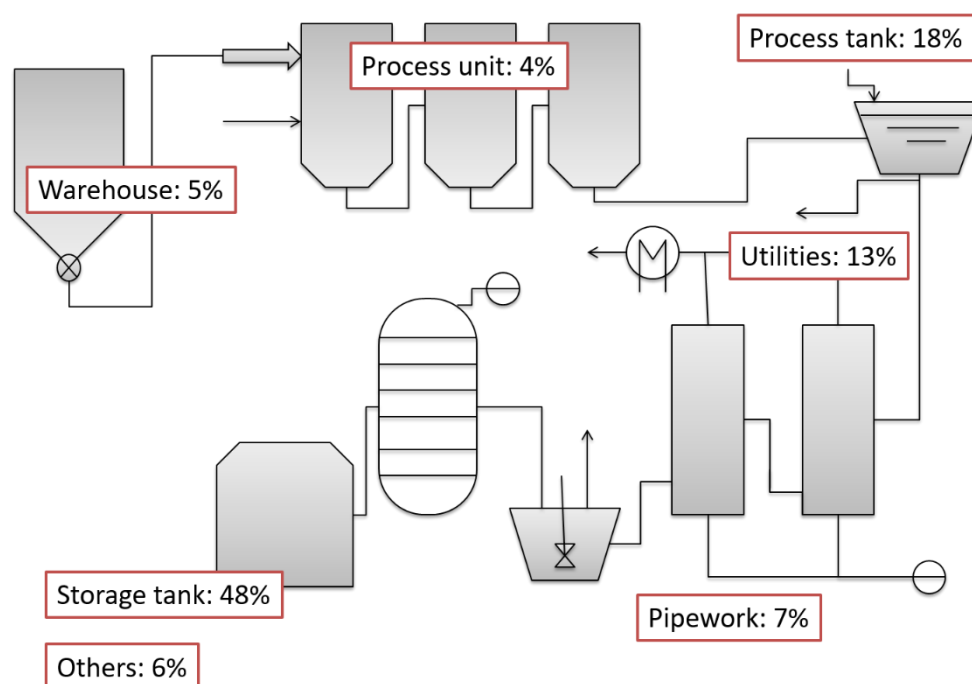 Process tank: 18%
Process unit: 4%
Warehouse: 5%
Utilities: 13%
Storage tank: 48%
Pipework: 7%
Others: 6%